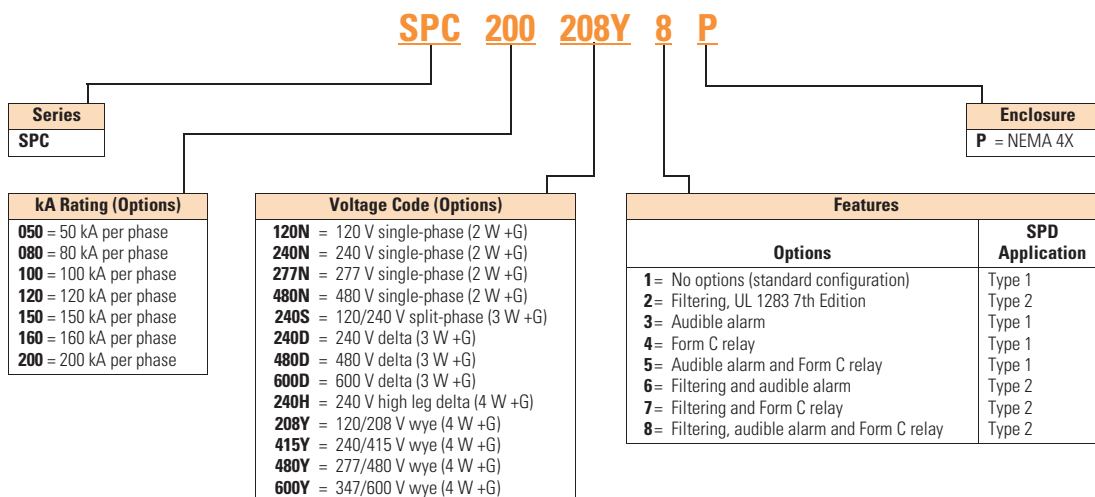 SPC 200 208Y 8 P
Series
SPC
Enclosure
P = NEMA 4X
kA Rating (Options)
050 = 50 kA per phase
080 = 80 kA per phase
100 = 100 kA per phase
120 = 120 kA per phase
150 = 150 kA per phase
160 = 160 kA per phase
200 = 200 kA per phase
Voltage Code (Options)
120N = 120 V single-phase (2 W +G)
240N = 240 V single-phase (2 W +G)
277N = 277 V single-phase (2 W +G)
480N = 480 V single-phase (2 W +G)
240S = 120/240 V split-phase (3 W +G)
240D = 240 V delta (3 W +G)
480D = 480 V delta (3 W +G)
600D = 600 V delta (3 W +G)
240H = 240 V high leg delta (4 W +G)
208Y = 120/208 V wye (4 W +G)
415Y = 240/415 V wye (4 W +G)
480Y = 277/480 V wye (4 W +G)
600Y = 347/600 V wye (4 W +G)
Features
Options SPD Application
1 = No options (standard configuration) Type 1
2 = Filtering, UL 1283 7th Edition Type 2
3 = Audible alarm Type 1
4 = Form C relay Type 1
5 = Audible alarm and Form C relay Type 1
6 = Filtering and audible alarm Type 2
7 = Filtering and Form C relay Type 2
8 = Filtering, audible alarm and Form C relay Type 2